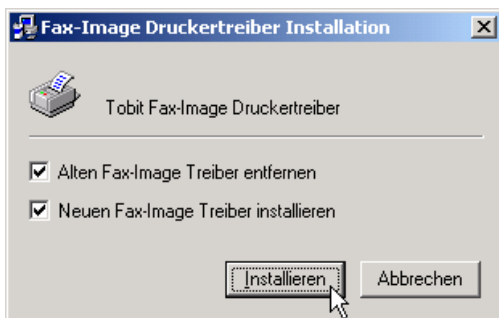 Fax-Image Druckertreiber Installation
Tobit Fax-Image Druckertreiber
Alten Fax-Image Treiber entfernen
Neuen Fax-Image Treiber installieren
Installieren Abbrechen